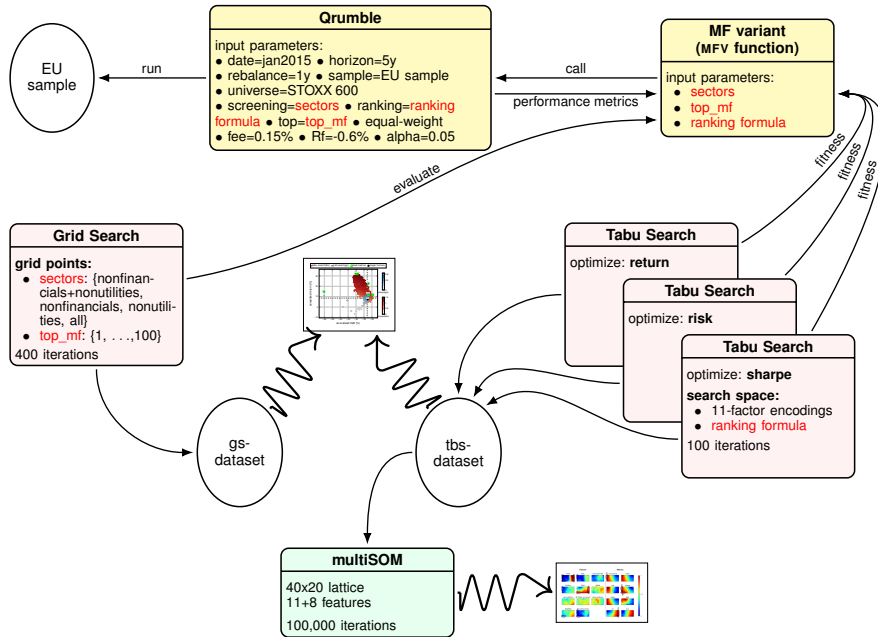 Qrumble
input parameters:
● date=jan2015 ● horizon=5y
● rebalance=1y ● sample=EU sample
● universe=STOXX 600
● screening=sectors ● ranking=ranking
formula ● top=top_mf ● equal-weight
● fee=0.15% ● Rf=-0.6% ● alpha=0.05
MF variant
(MFV function)
input parameters:
● sectors
● top_mf
● ranking formula
EU
sample
run
call
performance metrics
evaluate
fitness
fitness
fitness
Grid Search
grid points:
● sectors: {nonfinan-
cials+nonutilities,
nonfinancials, nonutili-
ties, all}
● top_mf: {1, . . .,100}
400 iterations
Tabu Search
optimize: return
Tabu Search
optimize: risk
Tabu Search
optimize: sharpe
search space:
● 11-factor encodings
● ranking formula
100 iterations
gs-
dataset
tbs-
dataset
multiSOM
40x20 lattice
11+8 features
100,000 iterations